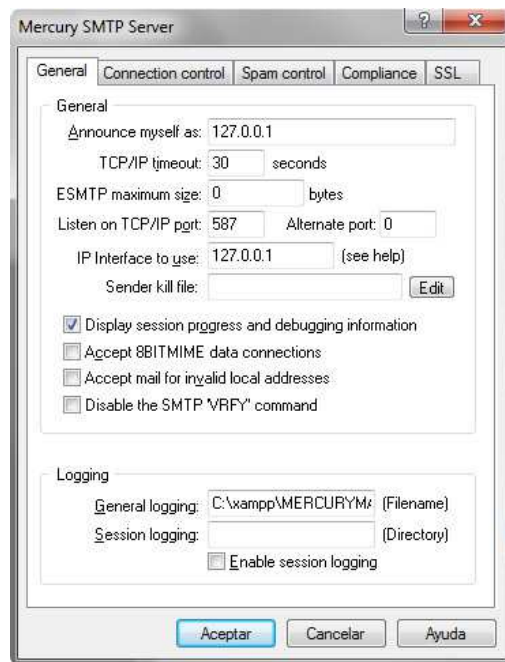 Mercury SMTP Server
General Connection control Spam control Compliance SSL
General
Announce myself as: 127.0.0.1
TCP/IP timeout: 30 seconds
ESMTP maximum size: 0 bytes
Listen on TCP/IP port: 587 Alternate port: 0
IP Interface to use: 127.0.0.1 (see help)
Sender kill file: Edit
Display session progress and debugging information
Accept 8BITMIME data connections
Accept mail for invalid local addresses
Disable the SMTP 'VRFY' command
Logging
General logging: C:\xampp\MERCURYMA (Filename)
Session logging: (Directory)
Enable session logging
Aceptar Cancelar Ayuda